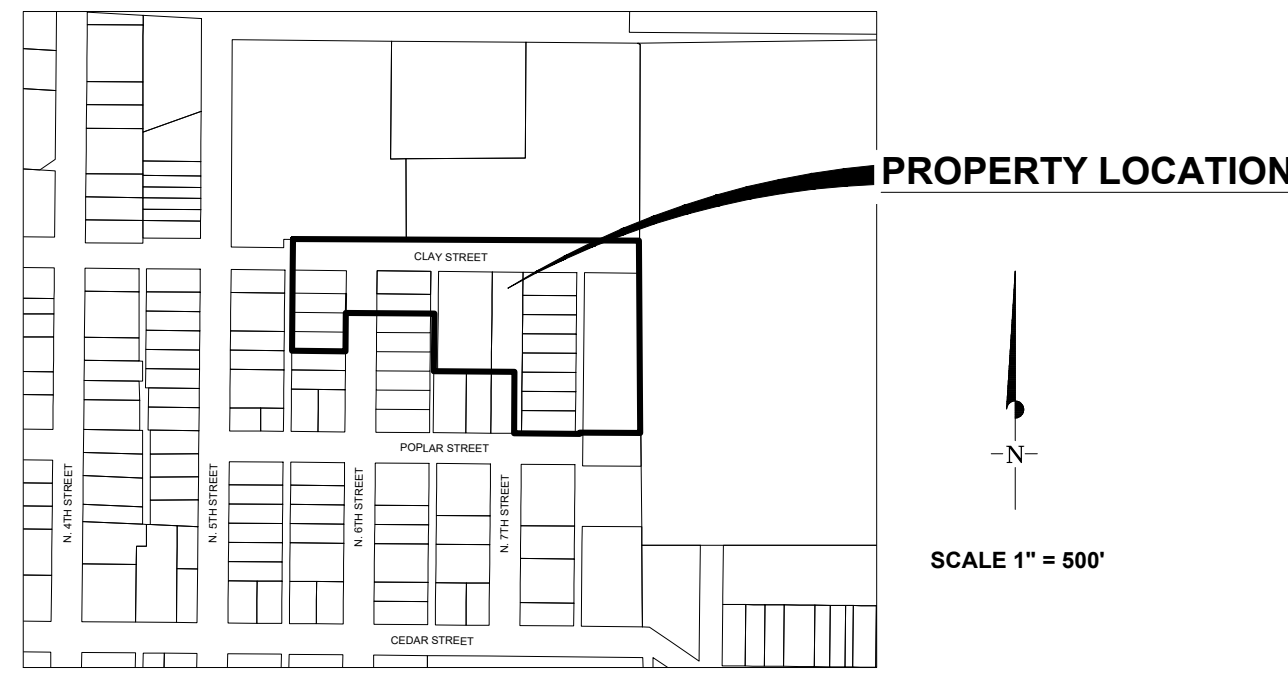 PROPERTY LOCATION
CLAY STREET
POPLAR STREET
N. 4TH STREET
N. 5TH STREET
N. 6TH STREET
N. 7TH STREET
CEDAR STREET
N
SCALE 1" = 500'